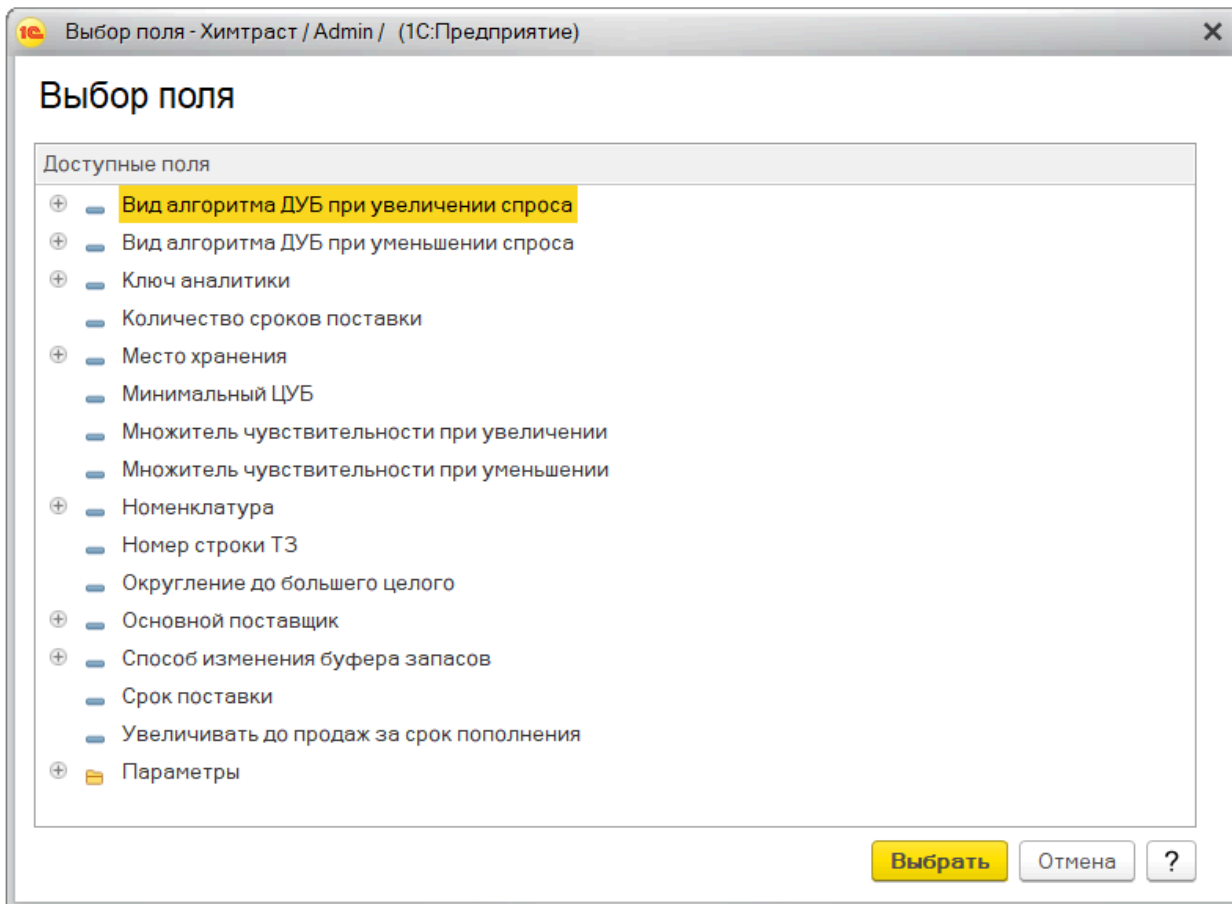 1С Выбор поля - Химтраст / Admin / (1С:Предприятие)
Выбор поля
Доступные поля
Вид алгоритма ДУБ при увеличении спроса
Вид алгоритма ДУБ при уменьшении спроса
Ключ аналитики
Количество сроков поставки
Место хранения
Минимальный ЦУБ
Множитель чувствительности при увеличении
Множитель чувствительности при уменьшении
Номенклатура
Номер строки ТЗ
Округление до большего целого
Основной поставщик
Способ изменения буфера запасов
Срок поставки
Увеличивать до продаж за срок пополнения
Параметры
Выбрать Отмена ?